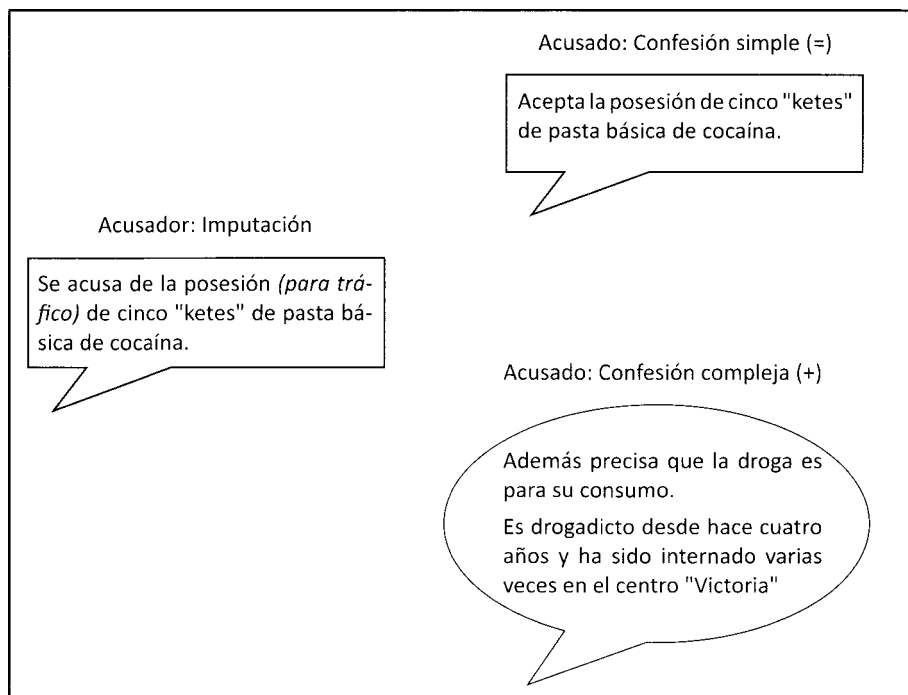 Acusado: Confesión simple (=)
Acepta la posesión de cinco "ketes"
de pasta básica de cocaína.
Acusador: Imputación
Se acusa de la posesión (para trá-
fico) de cinco "ketes" de pasta bá-
sica de cocaína.
Acusado: Confesión compleja (+)
Además precisa que la droga es
para su consumo.
Es drogadicto desde hace cuatro
años y ha sido internado varias
veces en el centro "Victoria"